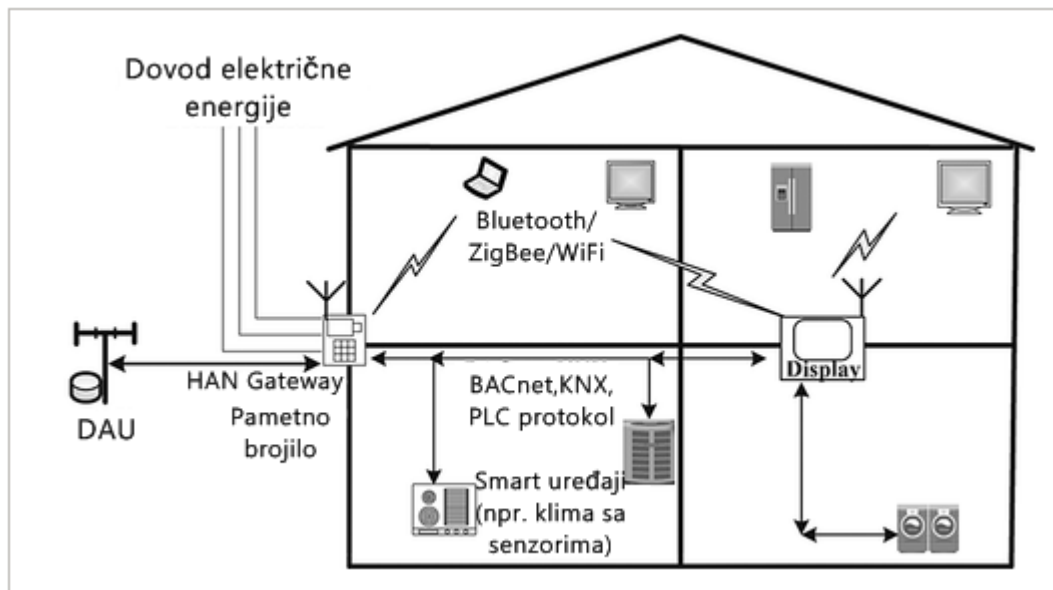 Dovod električne
energije
Bluetooth/
ZigBee/WiFi
HAN Gateway
Pametno
brojilo
DAU
BACnet,KNX,
PLC protokol
Display
Smart uređaji
(npr. klima sa
senzorima)